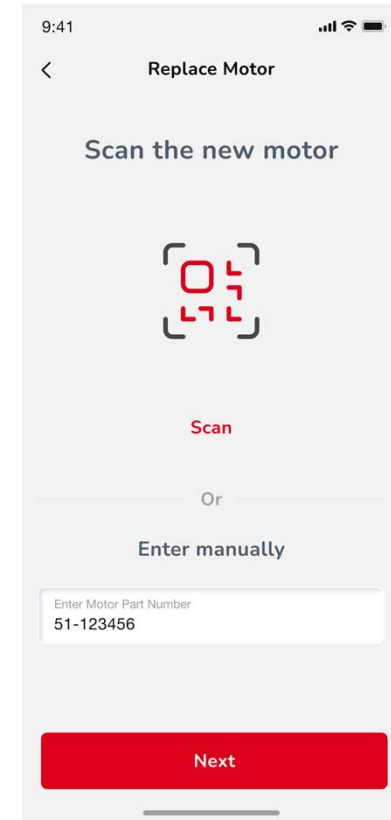 9:41
Replace Motor
Scan the new motor
Scan
Or
Enter manually
Enter Motor Part Number
51-123456
Next